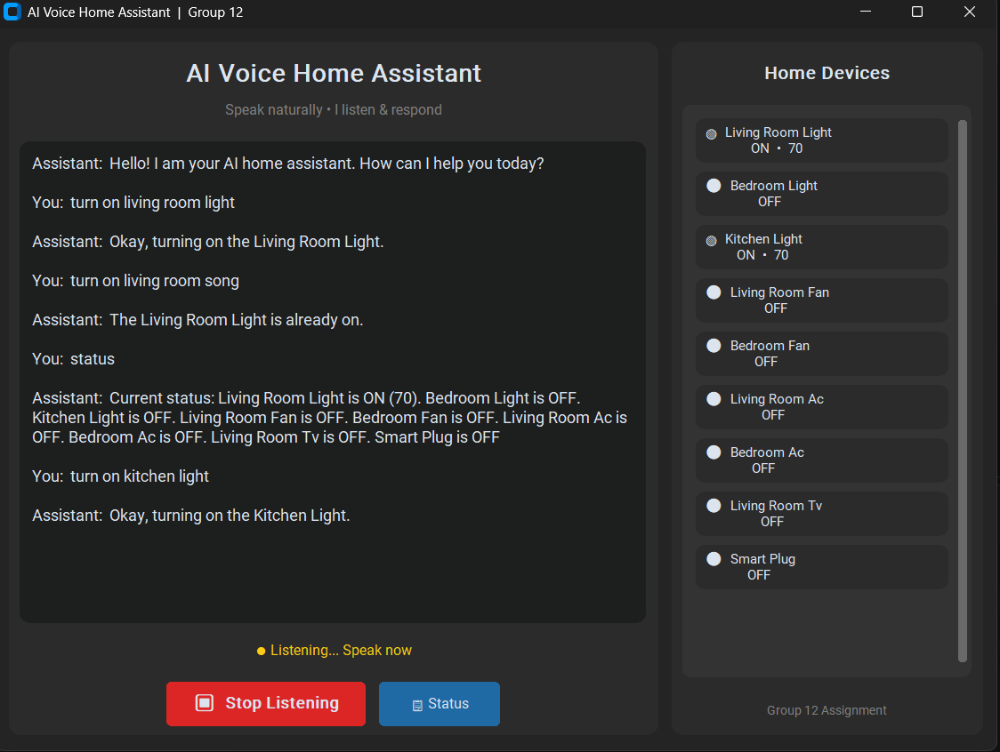 AI Voice Home Assistant | Group 12
AI Voice Home Assistant
Speak naturally • I listen & respond
Assistant: Hello! I am your AI home assistant. How can I help you today?
You: turn on living room light
Assistant: Okay, turning on the Living Room Light.
You: turn on living room song
Assistant: The Living Room Light is already on.
You: status
Assistant: Current status: Living Room Light is ON (70). Bedroom Light is OFF.
Kitchen Light is OFF. Living Room Fan is OFF. Bedroom Fan is OFF. Living Room Ac is
OFF. Bedroom Ac is OFF. Living Room Tv is OFF. Smart Plug is OFF
You: turn on kitchen light
Assistant: Okay, turning on the Kitchen Light.
Listening... Speak now
Stop Listening
Status
Home Devices
Living Room Light
ON • 70
Bedroom Light
OFF
Kitchen Light
ON • 70
Living Room Fan
OFF
Bedroom Fan
OFF
Living Room Ac
OFF
Bedroom Ac
OFF
Living Room Tv
OFF
Smart Plug
OFF
Group 12 Assignment